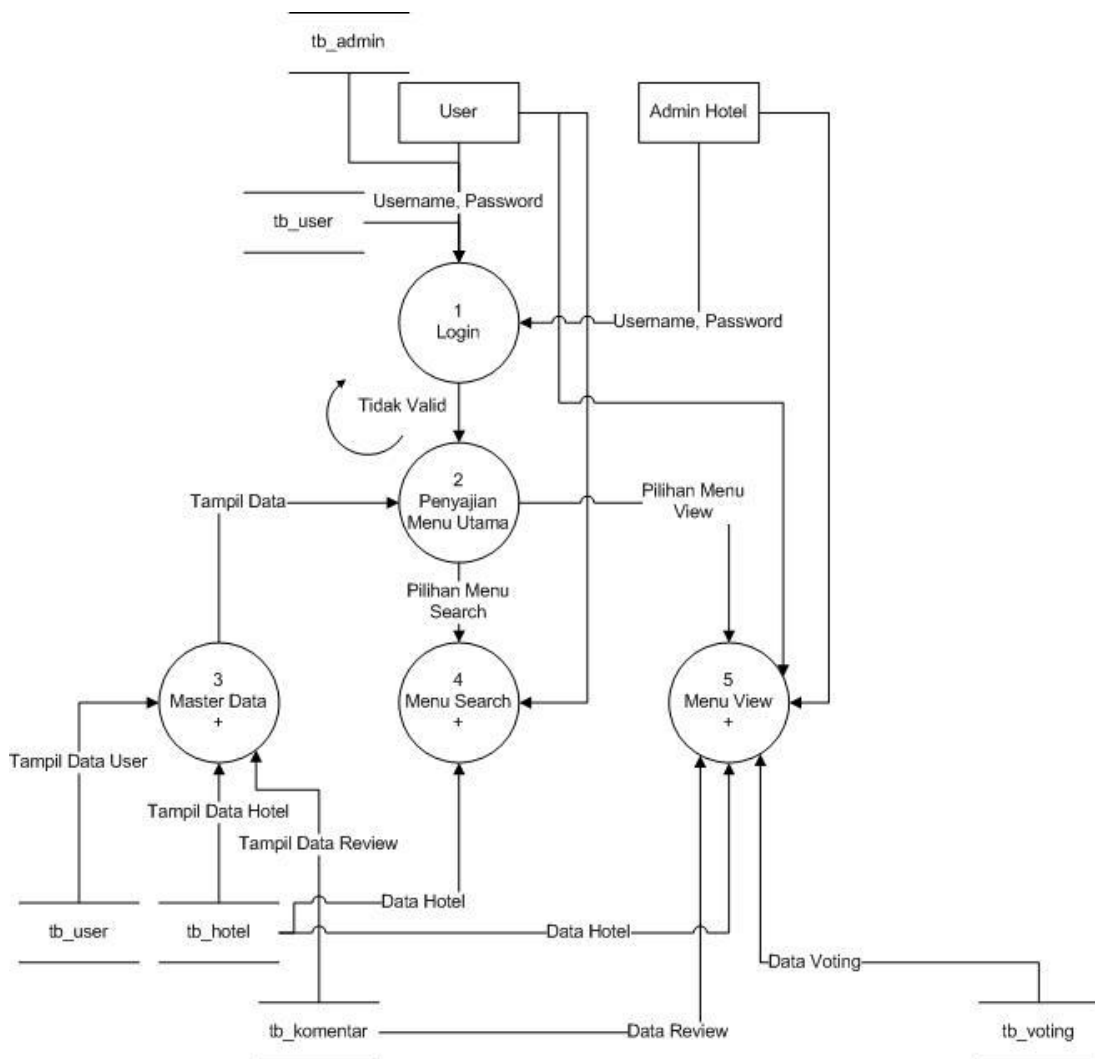 tb_admin
User
Admin Hotel
Username, Password
tb_user
1
Login
Username, Password
Tidak Valid
2
Penyajian
Menu Utama
Tampil Data
Pilihan Menu
View
Pilihan Menu
Search
3
Master Data
+
4
Menu Search
+
5
Menu View
+
Tampil Data User
Tampil Data Hotel
Tampil Data Review
Data Hotel
tb_user
tb_hotel
Data Hotel
Data Voting
tb_komentar
Data Review
tb_voting